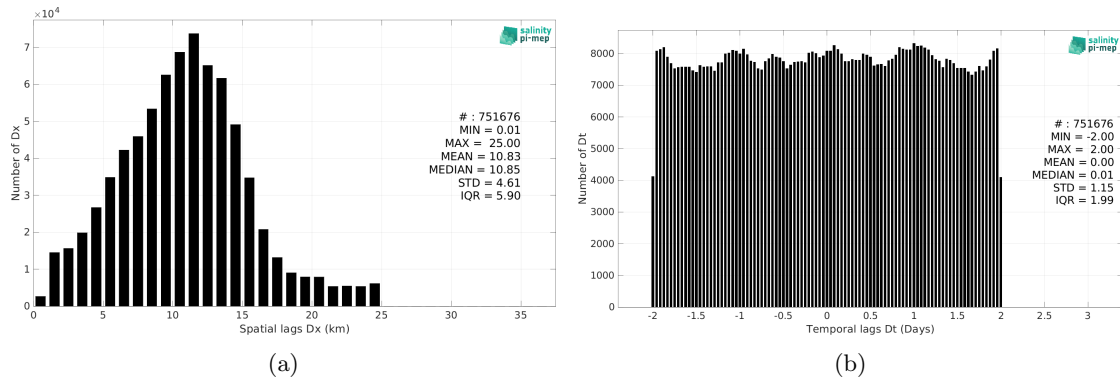 ×10⁴
7
6
5
4
3
2
1
0
Number of Dx
salinity
pi-mep
# : 751676
MIN = 0.01
MAX = 25.00
MEAN = 10.83
MEDIAN = 10.85
STD = 4.61
IQR = 5.90
0 5 10 15 20 25 30 35
Spatial lags Dx (km)
(a)
8000
7000
6000
5000
4000
3000
2000
1000
0
Number of Dt
salinity
pi-mep
# : 751676
MIN = -2.00
MAX = 2.00
MEAN = 0.00
MEDIAN = 0.01
STD = 1.15
IQR = 1.99
-2 -1.5 -1 -0.5 0 0.5 1 1.5 2 2.5 3
Temporal lags Dt (Days)
(b)